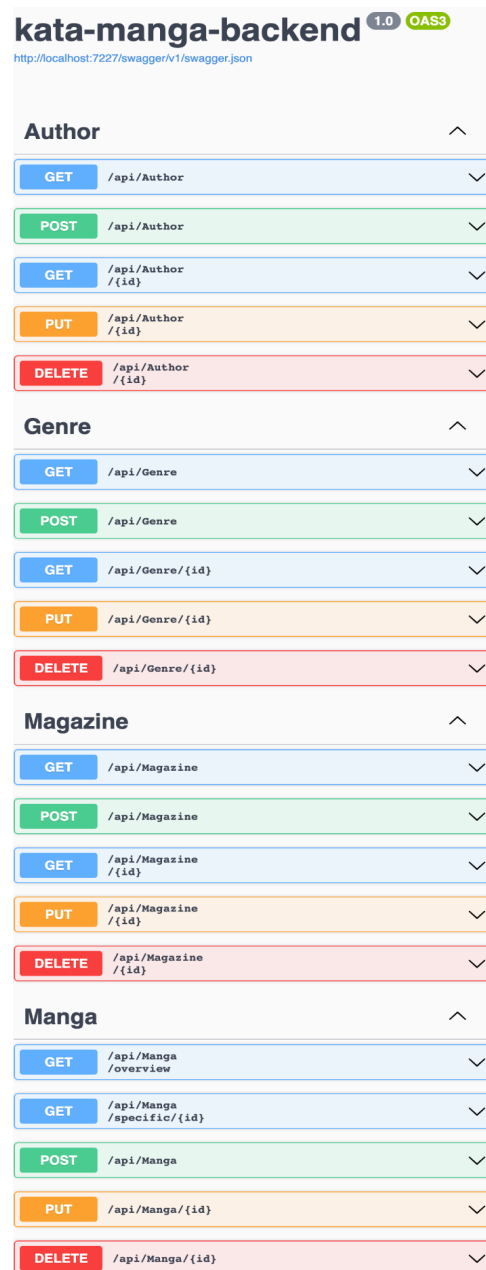 kata-manga-backend 1.0 OAS3
http://localhost:7227/swagger/v1/swagger.json
Author
GET /api/Author
POST /api/Author
GET /api/Author
/{id}
PUT /api/Author
/{id}
DELETE /api/Author
/{id}
Genre
GET /api/Genre
POST /api/Genre
GET /api/Genre/{id}
PUT /api/Genre/{id}
DELETE /api/Genre/{id}
Magazine
GET /api/Magazine
POST /api/Magazine
GET /api/Magazine
/{id}
PUT /api/Magazine
/{id}
DELETE /api/Magazine
/{id}
Manga
GET /api/Manga
/overview
GET /api/Manga
/specific/{id}
POST /api/Manga
PUT /api/Manga/{id}
DELETE /api/Manga/{id}